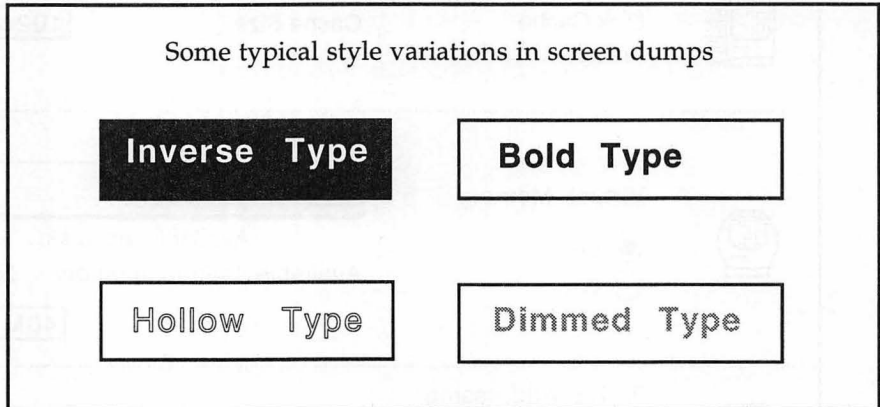 Some typical style variations in screen dumps
Inverse Type
Bold Type
Hollow Type
Dimmed Type